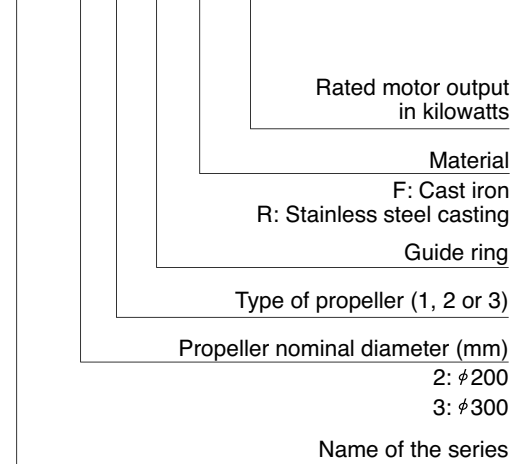 Rated motor output
in kilowatts
Material
F: Cast iron
R: Stainless steel casting
Guide ring
Type of propeller (1, 2 or 3)
Propeller nominal diameter (mm)
2: ϕ200
3: ϕ300
Name of the series